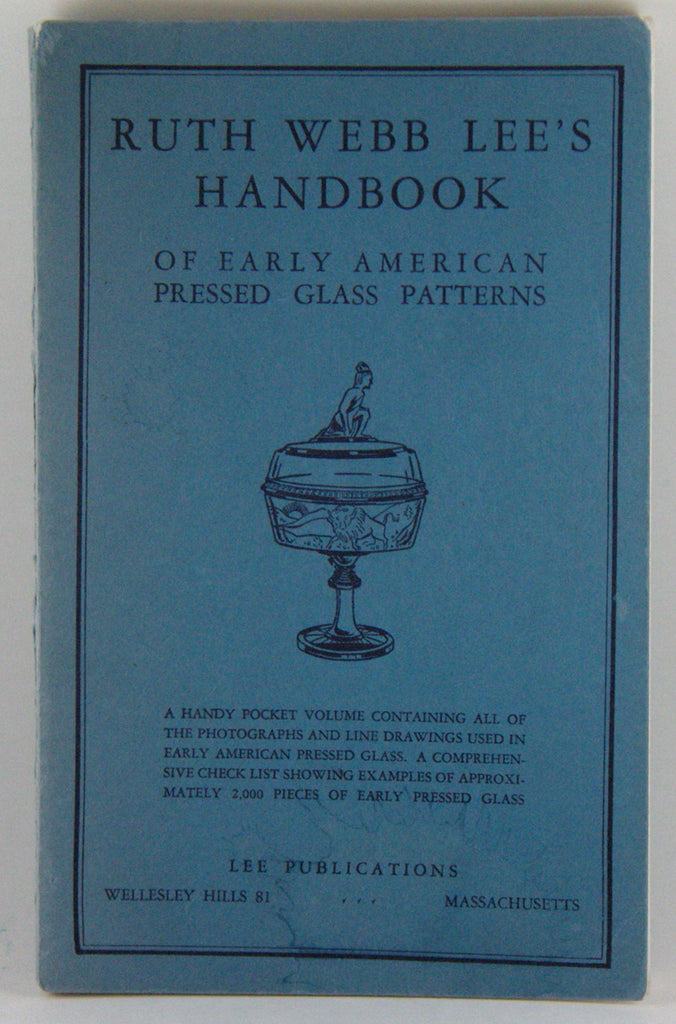 RUTH WEBB LEE'S
HANDBOOK
OF EARLY AMERICAN
PRESSED GLASS PATTERNS
A HANDY POCKET VOLUME CONTAINING ALL OF
THE PHOTOGRAPHS AND LINE DRAWINGS USED IN
EARLY AMERICAN PRESSED GLASS. A COMPREHEN-
SIVE CHECK LIST SHOWING EXAMPLES OF APPROXI-
MATELY 2,000 PIECES OF EARLY PRESSED GLASS
LEE PUBLICATIONS
WELLESLEY HILLS 81 . . . MASSACHUSETTS